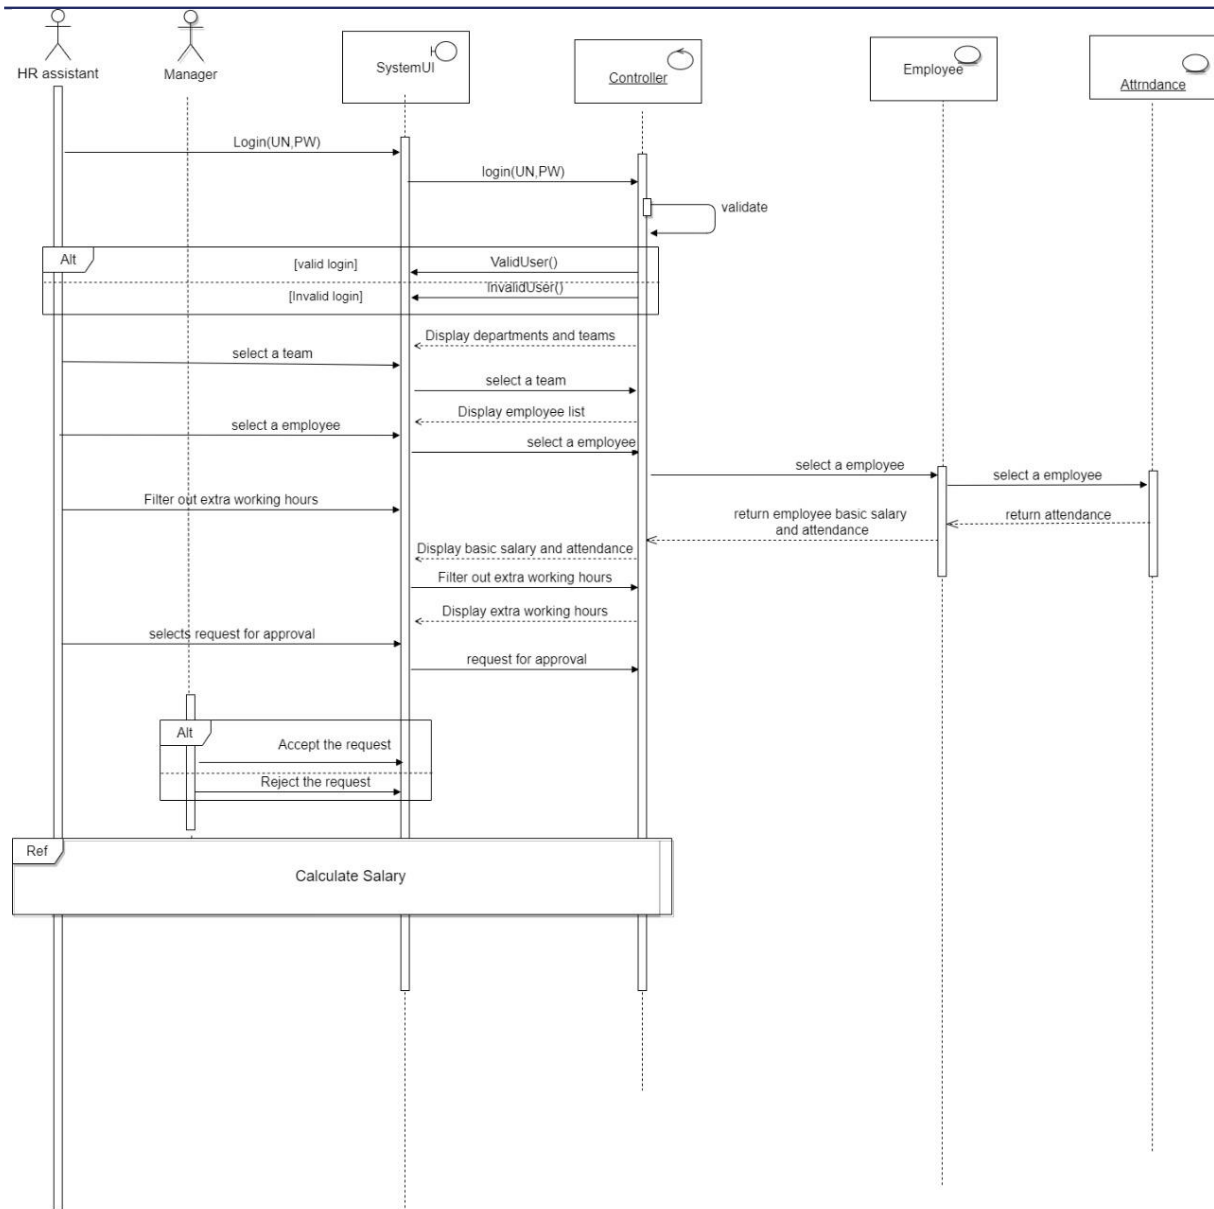 HR assistant
Manager
SystemUI
Controller
Employee
Attrndance
Login(UN,PW)
login(UN,PW)
validate
Alt
[valid login]
ValidUser()
[Invalid login]
InvalidUser()
Display departments and teams
select a team
select a team
Display employee list
select a employee
select a employee
select a employee
select a employee
Filter out extra working hours
return employee basic salary
and attendance
return attendance
Display basic salary and attendance
Filter out extra working hours
Display extra working hours
selects request for approval
request for approval
Alt
Accept the request
Reject the request
Ref
Calculate Salary